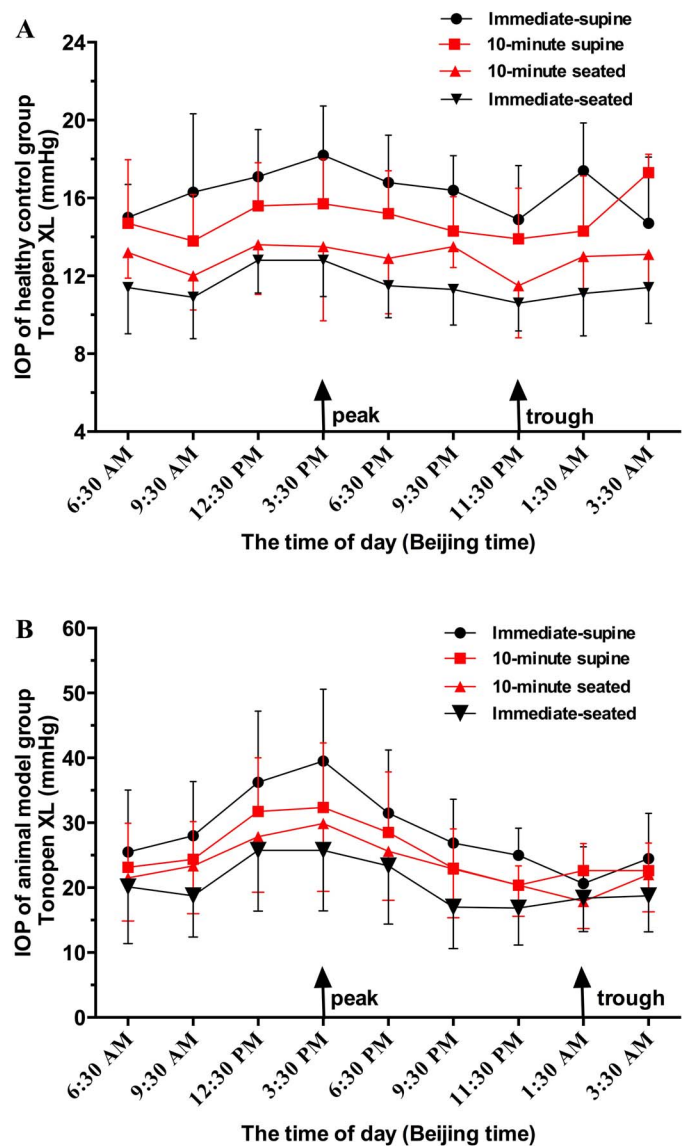 A
Immediate-supine
10-minute supine
10-minute seated
Immediate-seated
IOP of healthy control group
Tonopen XL (mmHg)
24
20
16
12
8
4
peak
trough
6:30 AM
9:30 AM
12:30 PM
3:30 PM
6:30 PM
9:30 PM
11:30 PM
1:30 AM
3:30 AM
The time of day (Beijing time)
B
Immediate-supine
10-minute supine
10-minute seated
Immediate-seated
IOP of animal model group
Tonopen XL (mmHg)
60
50
40
30
20
10
0
peak
trough
6:30 AM
9:30 AM
12:30 PM
3:30 PM
6:30 PM
9:30 PM
11:30 PM
1:30 AM
3:30 AM
The time of day (Beijing time)